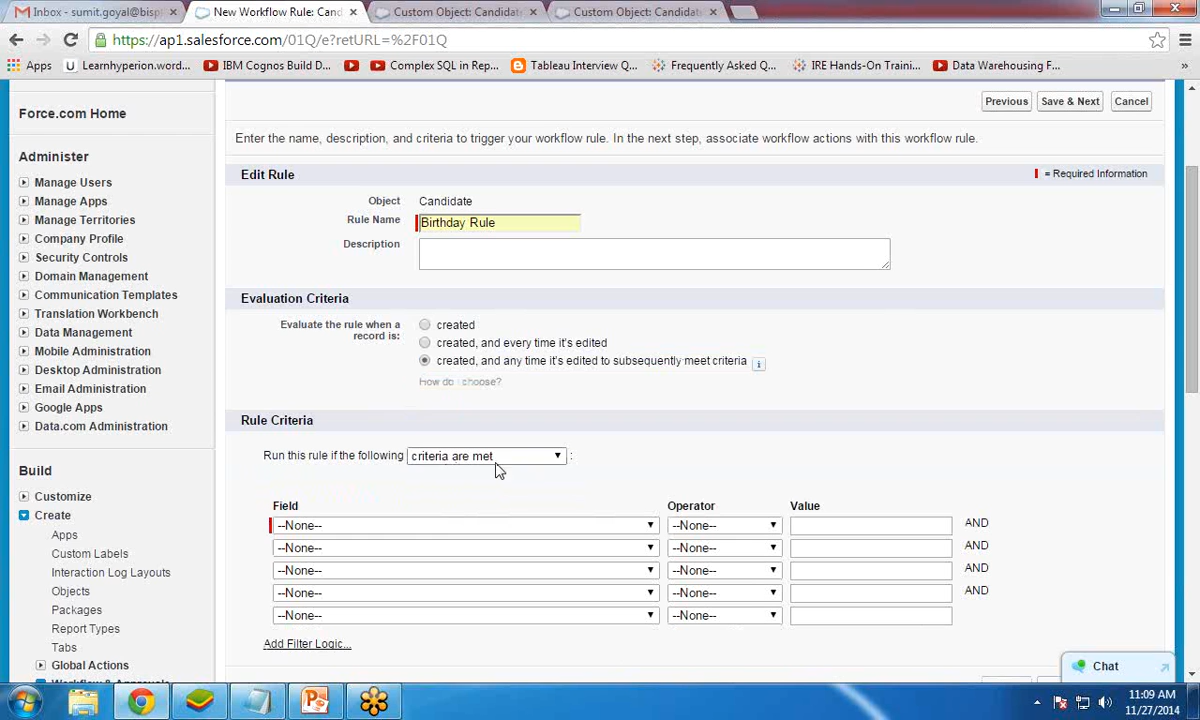 Inbox - sumit.goyal@bisp
New Workflow Rule: Cand
Custom Object: Candidat
Custom Object: Candidat
https://ap1.salesforce.com/01Q/e?retURL=%2F01Q
Apps
Learnhyperion.word...
IBM Cognos Build D...
Complex SQL in Rep...
Tableau Interview Q...
Frequently Asked Q...
IRE Hands-On Traini...
Data Warehousing F...
»
Force.com Home
Administer
Manage Users
Manage Apps
Manage Territories
Company Profile
Security Controls
Domain Management
Communication Templates
Translation Workbench
Data Management
Mobile Administration
Desktop Administration
Email Administration
Google Apps
Data.com Administration
Build
Customize
Create
Apps
Custom Labels
Interaction Log Layouts
Objects
Packages
Report Types
Tabs
Global Actions
Workflow & Approvals
Previous Save & Next Cancel
Enter the name, description, and criteria to trigger your workflow rule. In the next step, associate workflow actions with this workflow rule.
Edit Rule
= Required Information
Object Candidate
Rule Name Birthday Rule
Description
Evaluation Criteria
Evaluate the rule when a record is:
created
created, and every time it's edited
created, and any time it's edited to subsequently meet criteria
How do I choose?
Rule Criteria
Run this rule if the following criteria are met :
Field Operator Value
--None-- --None-- AND
--None-- --None-- AND
--None-- --None-- AND
--None-- --None-- AND
--None-- --None--
Add Filter Logic...
Chat
11:09 AM
11/27/2014